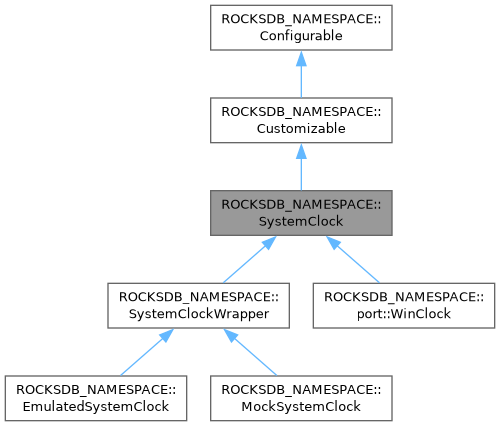 ROCKSDB_NAMESPACE::
Configurable
ROCKSDB_NAMESPACE::
Customizable
ROCKSDB_NAMESPACE::
SystemClock
ROCKSDB_NAMESPACE::
SystemClockWrapper
ROCKSDB_NAMESPACE::
port::WinClock
ROCKSDB_NAMESPACE::
EmulatedSystemClock
ROCKSDB_NAMESPACE::
MockSystemClock